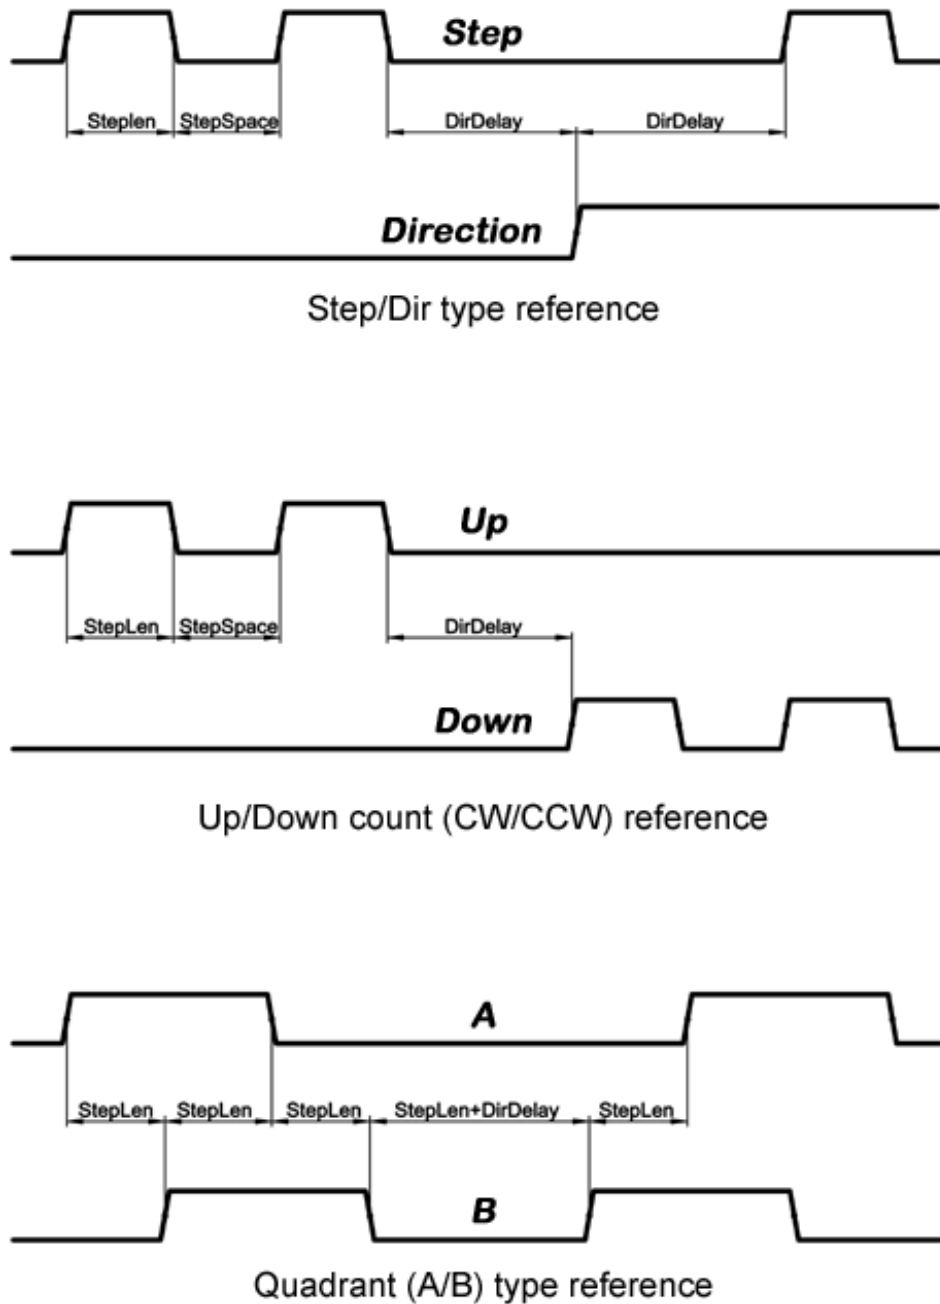 Step
Steplen StepSpace DirDelay DirDelay
Direction
Step/Dir type reference
Up
StepLen StepSpace DirDelay
Down
Up/Down count (CW/CCW) reference
A
StepLen StepLen StepLen StepLen+DirDelay StepLen
B
Quadrant (A/B) type reference